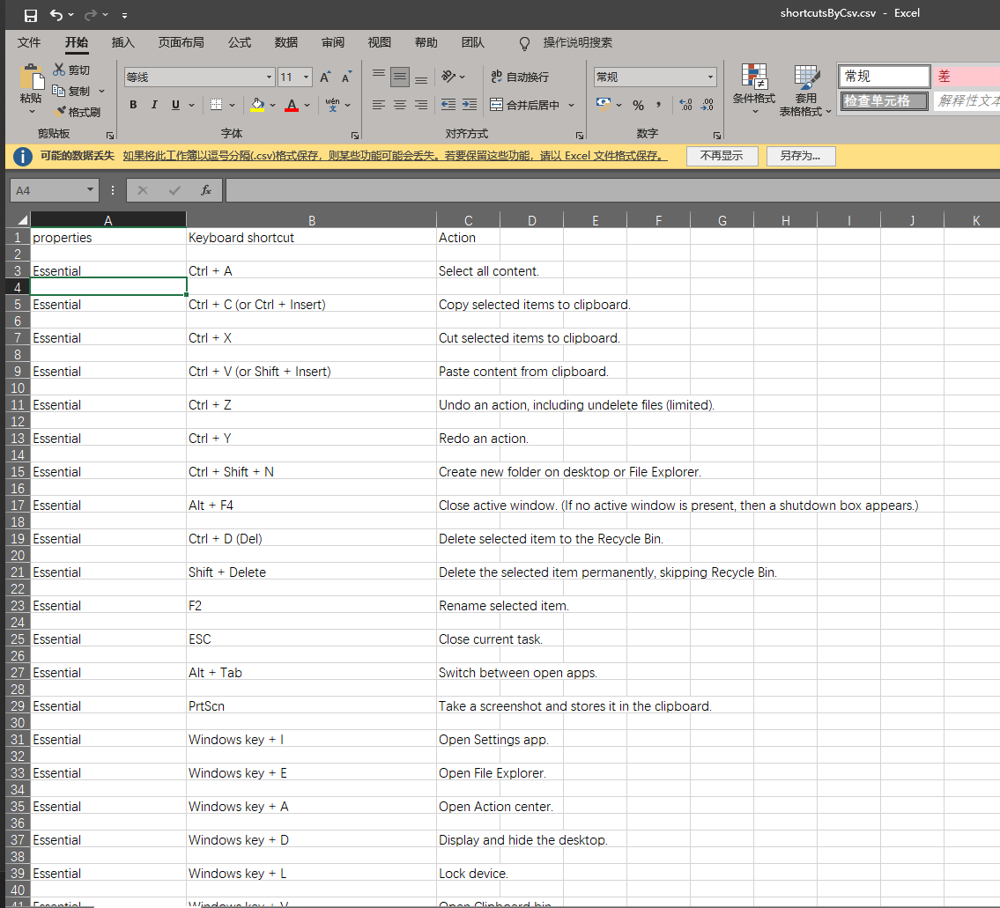 shortcutsByCsv.csv - Excel
文件 开始 插入 页面布局 公式 数据 审阅 视图 帮助 团队 操作说明搜索
粘贴 剪切 复制 格式刷 剪贴板
等线 11 A A
B I U A wén 文
字体
ab 自动换行
合并后居中
对齐方式
常规
% , .00 .00
数字
条件格式 套用表格格式
常规 差
检查单元格 解释性文本
可能的数据丢失 如果将此工作簿以逗号分隔(.csv)格式保存，则某些功能可能会丢失。若要保留这些功能，请以 Excel 文件格式保存。 不再显示 另存为...
A4 fx
A B C D E F G H I J K
1 properties Keyboard shortcut Action
2
3 Essential Ctrl + A Select all content.
4
5 Essential Ctrl + C (or Ctrl + Insert) Copy selected items to clipboard.
6
7 Essential Ctrl + X Cut selected items to clipboard.
8
9 Essential Ctrl + V (or Shift + Insert) Paste content from clipboard.
10
11 Essential Ctrl + Z Undo an action, including undelete files (limited).
12
13 Essential Ctrl + Y Redo an action.
14
15 Essential Ctrl + Shift + N Create new folder on desktop or File Explorer.
16
17 Essential Alt + F4 Close active window. (If no active window is present, then a shutdown box appears.)
18
19 Essential Ctrl + D (Del) Delete selected item to the Recycle Bin.
20
21 Essential Shift + Delete Delete the selected item permanently, skipping Recycle Bin.
22
23 Essential F2 Rename selected item.
24
25 Essential ESC Close current task.
26
27 Essential Alt + Tab Switch between open apps.
28
29 Essential PrtScn Take a screenshot and stores it in the clipboard.
30
31 Essential Windows key + I Open Settings app.
32
33 Essential Windows key + E Open File Explorer.
34
35 Essential Windows key + A Open Action center.
36
37 Essential Windows key + D Display and hide the desktop.
38
39 Essential Windows key + L Lock device.
40
41 Essential Windows key + V Open Clipboard bin.